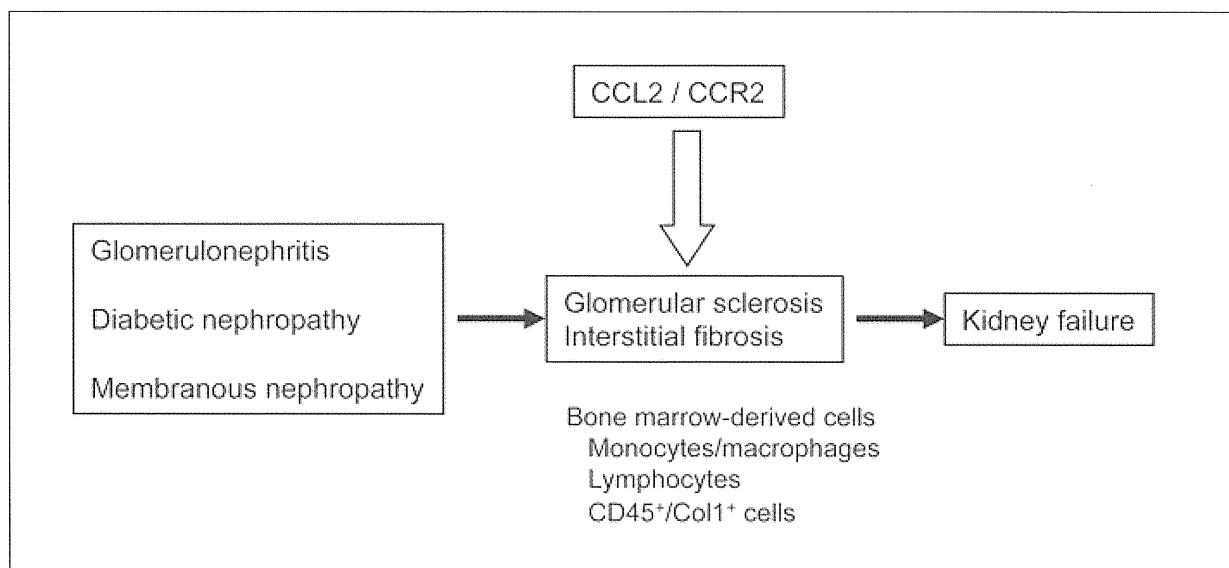 CCL2 / CCR2
Glomerulonephritis
Diabetic nephropathy
Membranous nephropathy
Glomerular sclerosis
Interstitial fibrosis
Kidney failure
Bone marrow-derived cells
Monocytes/macrophages
Lymphocytes
CD45⁺/Col1⁺ cells